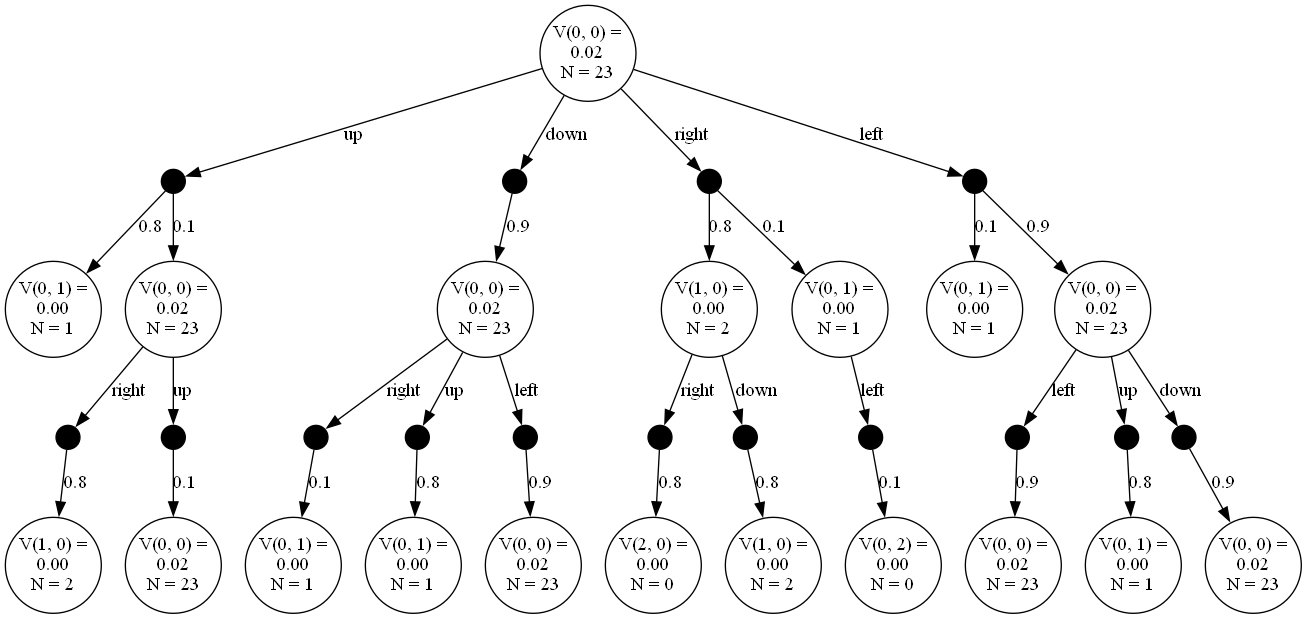 V(0, 0) =
0.02
N = 23
up
down
right
left
0.8
0.1
0.9
0.8
0.1
0.1
0.9
V(0, 1) =
0.00
N = 1
V(0, 0) =
0.02
N = 23
V(0, 0) =
0.02
N = 23
V(1, 0) =
0.00
N = 2
V(0, 1) =
0.00
N = 1
V(0, 1) =
0.00
N = 1
V(0, 0) =
0.02
N = 23
right
up
right
up
left
right
down
left
left
up
down
0.8
0.1
0.1
0.8
0.9
0.8
0.8
0.1
0.9
0.8
0.9
V(1, 0) =
0.00
N = 2
V(0, 0) =
0.02
N = 23
V(0, 1) =
0.00
N = 1
V(0, 1) =
0.00
N = 1
V(0, 0) =
0.02
N = 23
V(2, 0) =
0.00
N = 0
V(1, 0) =
0.00
N = 2
V(0, 2) =
0.00
N = 0
V(0, 0) =
0.02
N = 23
V(0, 1) =
0.00
N = 1
V(0, 0) =
0.02
N = 23